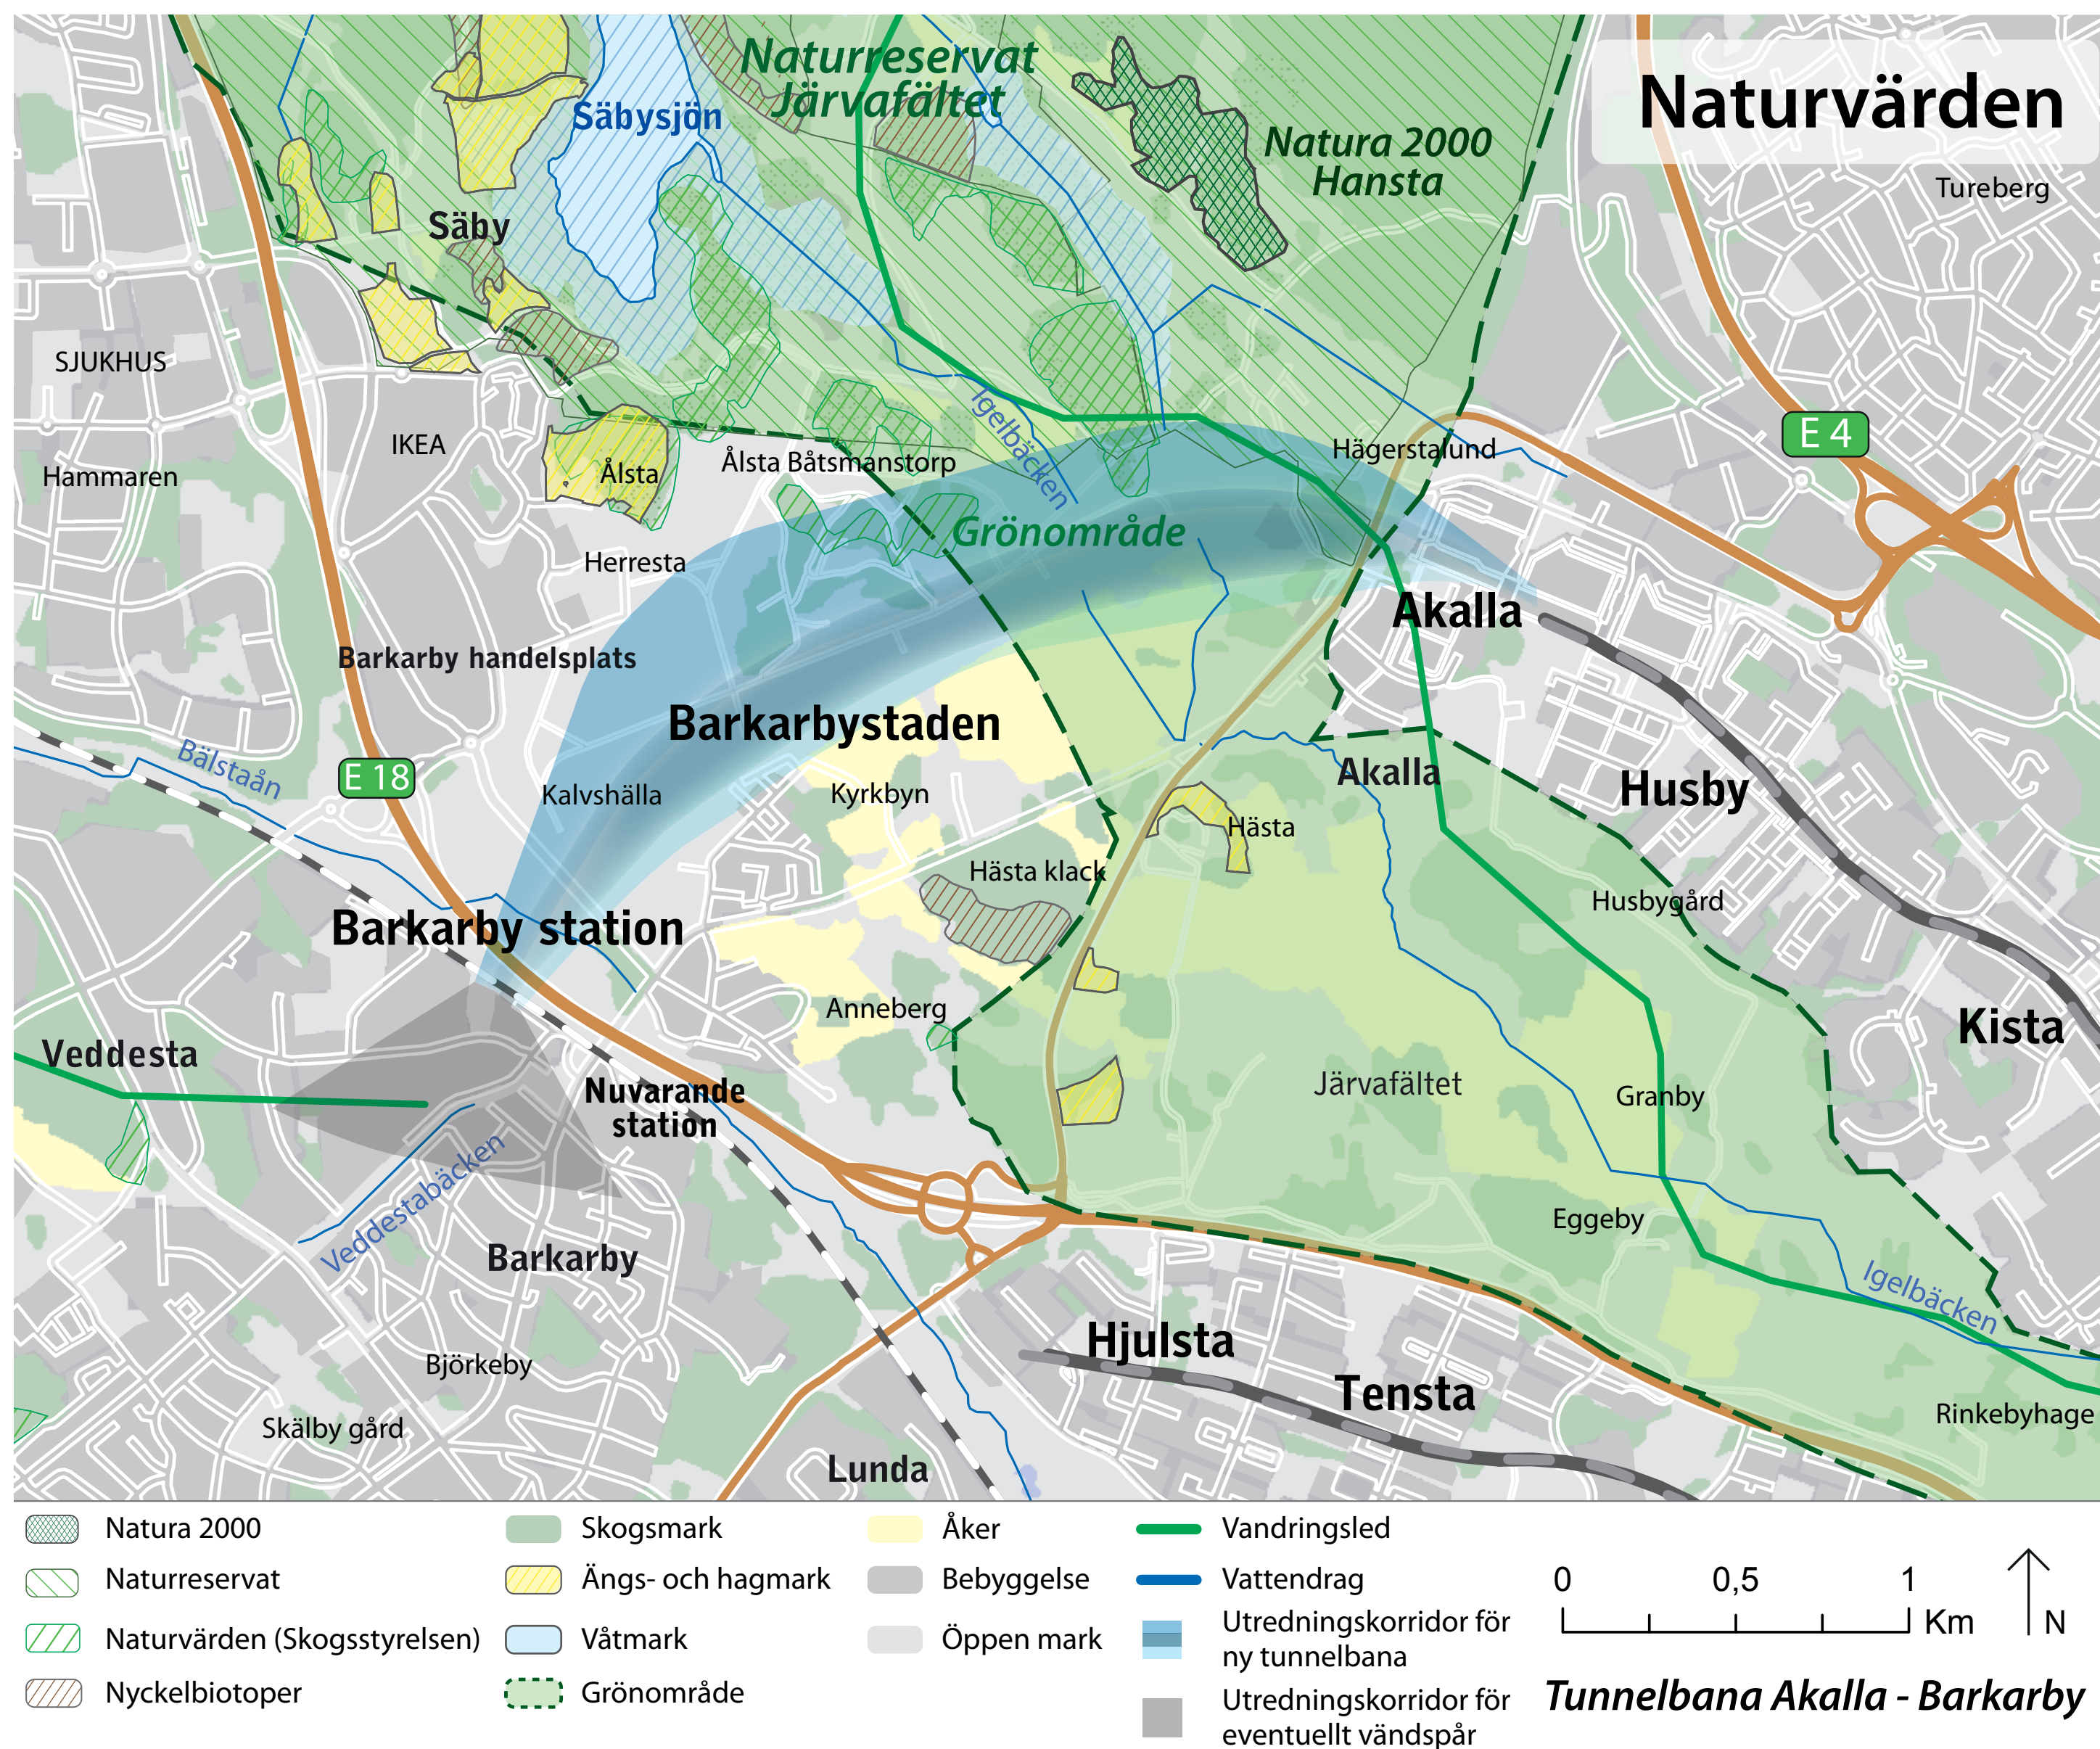 Naturvärden
Naturreservat
Järvafältet
Säbysjön
Natura 2000
Hansta
Tureberg
Säby
SJUKHUS
IKEA
Hammaren
Ålsta
Ålsta Båtsmanstorp
Igelbäcken
Hägerstalund
E 4
Grönområde
Herresta
Akalla
Barkarby handelsplats
Barkarbystaden
Bälstaån
E 18
Kalvshälla
Kyrkbyn
Akalla
Husby
Hästa
Hästa klack
Husbygård
Barkarby station
Anneberg
Kista
Veddesta
Nuvarande
station
Järvafältet
Granby
Veddestabäcken
Eggeby
Barkarby
Igelbäcken
Hjulsta
Björkeby
Tensta
Skälby gård
Rinkebyhage
Lunda
Natura 2000
Naturreservat
Naturvärden (Skogsstyrelsen)
Nyckelbiotoper
Skogsmark
Ängs- och hagmark
Våtmark
Grönområde
Åker
Bebyggelse
Öppen mark
Vandringsled
Vattendrag
Utredningskorridor för
ny tunnelbana
Utredningskorridor för
eventuellt vändspår
0 0,5 1
Km
N
Tunnelbana Akalla - Barkarby